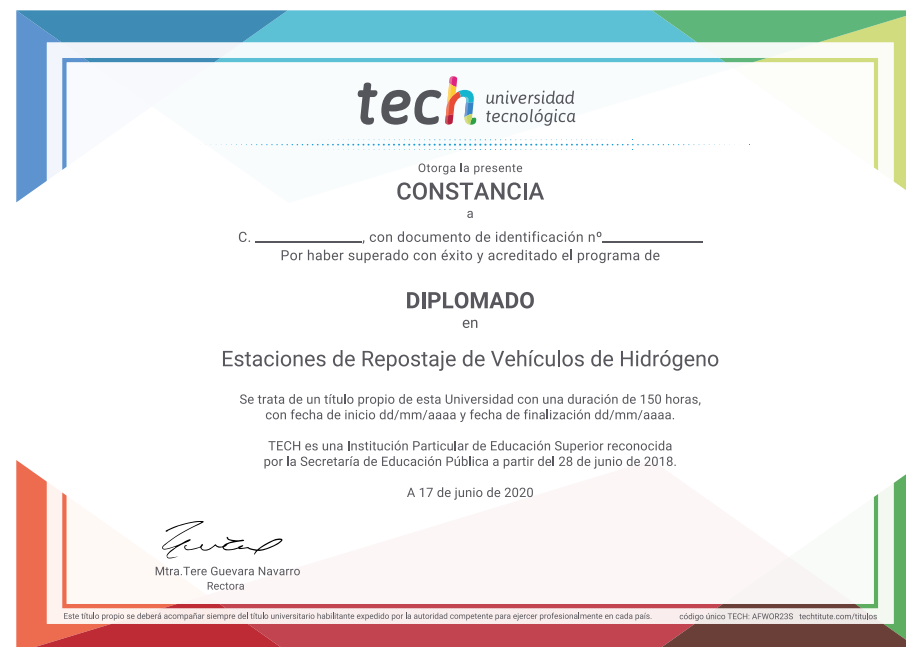 tech universidad
tecnológica
Otorga la presente
CONSTANCIA
a
C. ____________, con documento de identificación nº____________
Por haber superado con éxito y acreditado el programa de
DIPLOMADO
en
Estaciones de Repostaje de Vehículos de Hidrógeno
Se trata de un título propio de esta Universidad con una duración de 150 horas,
con fecha de inicio dd/mm/aaaa y fecha de finalización dd/mm/aaaa.
TECH es una Institución Particular de Educación Superior reconocida
por la Secretaría de Educación Pública a partir del 28 de junio de 2018.
A 17 de junio de 2020
Mtra.Tere Guevara Navarro
Rectora
Este título propio se deberá acompañar siempre del título universitario habilitante expedido por la autoridad competente para ejercer profesionalmente en cada país. código único TECH: AFWOR23S techtitute.com/titulos